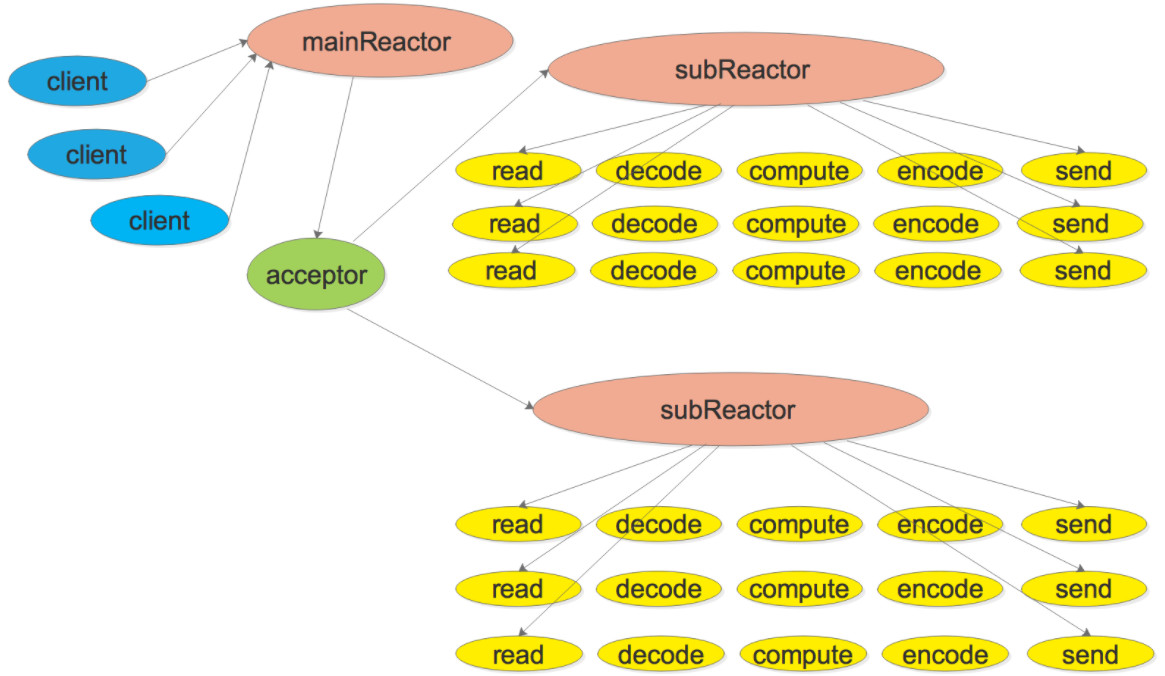 mainReactor
client
client
client
acceptor
subReactor
read decode compute encode send
read decode compute encode send
read decode compute encode send
subReactor
read decode compute encode send
read decode compute encode send
read decode compute encode send